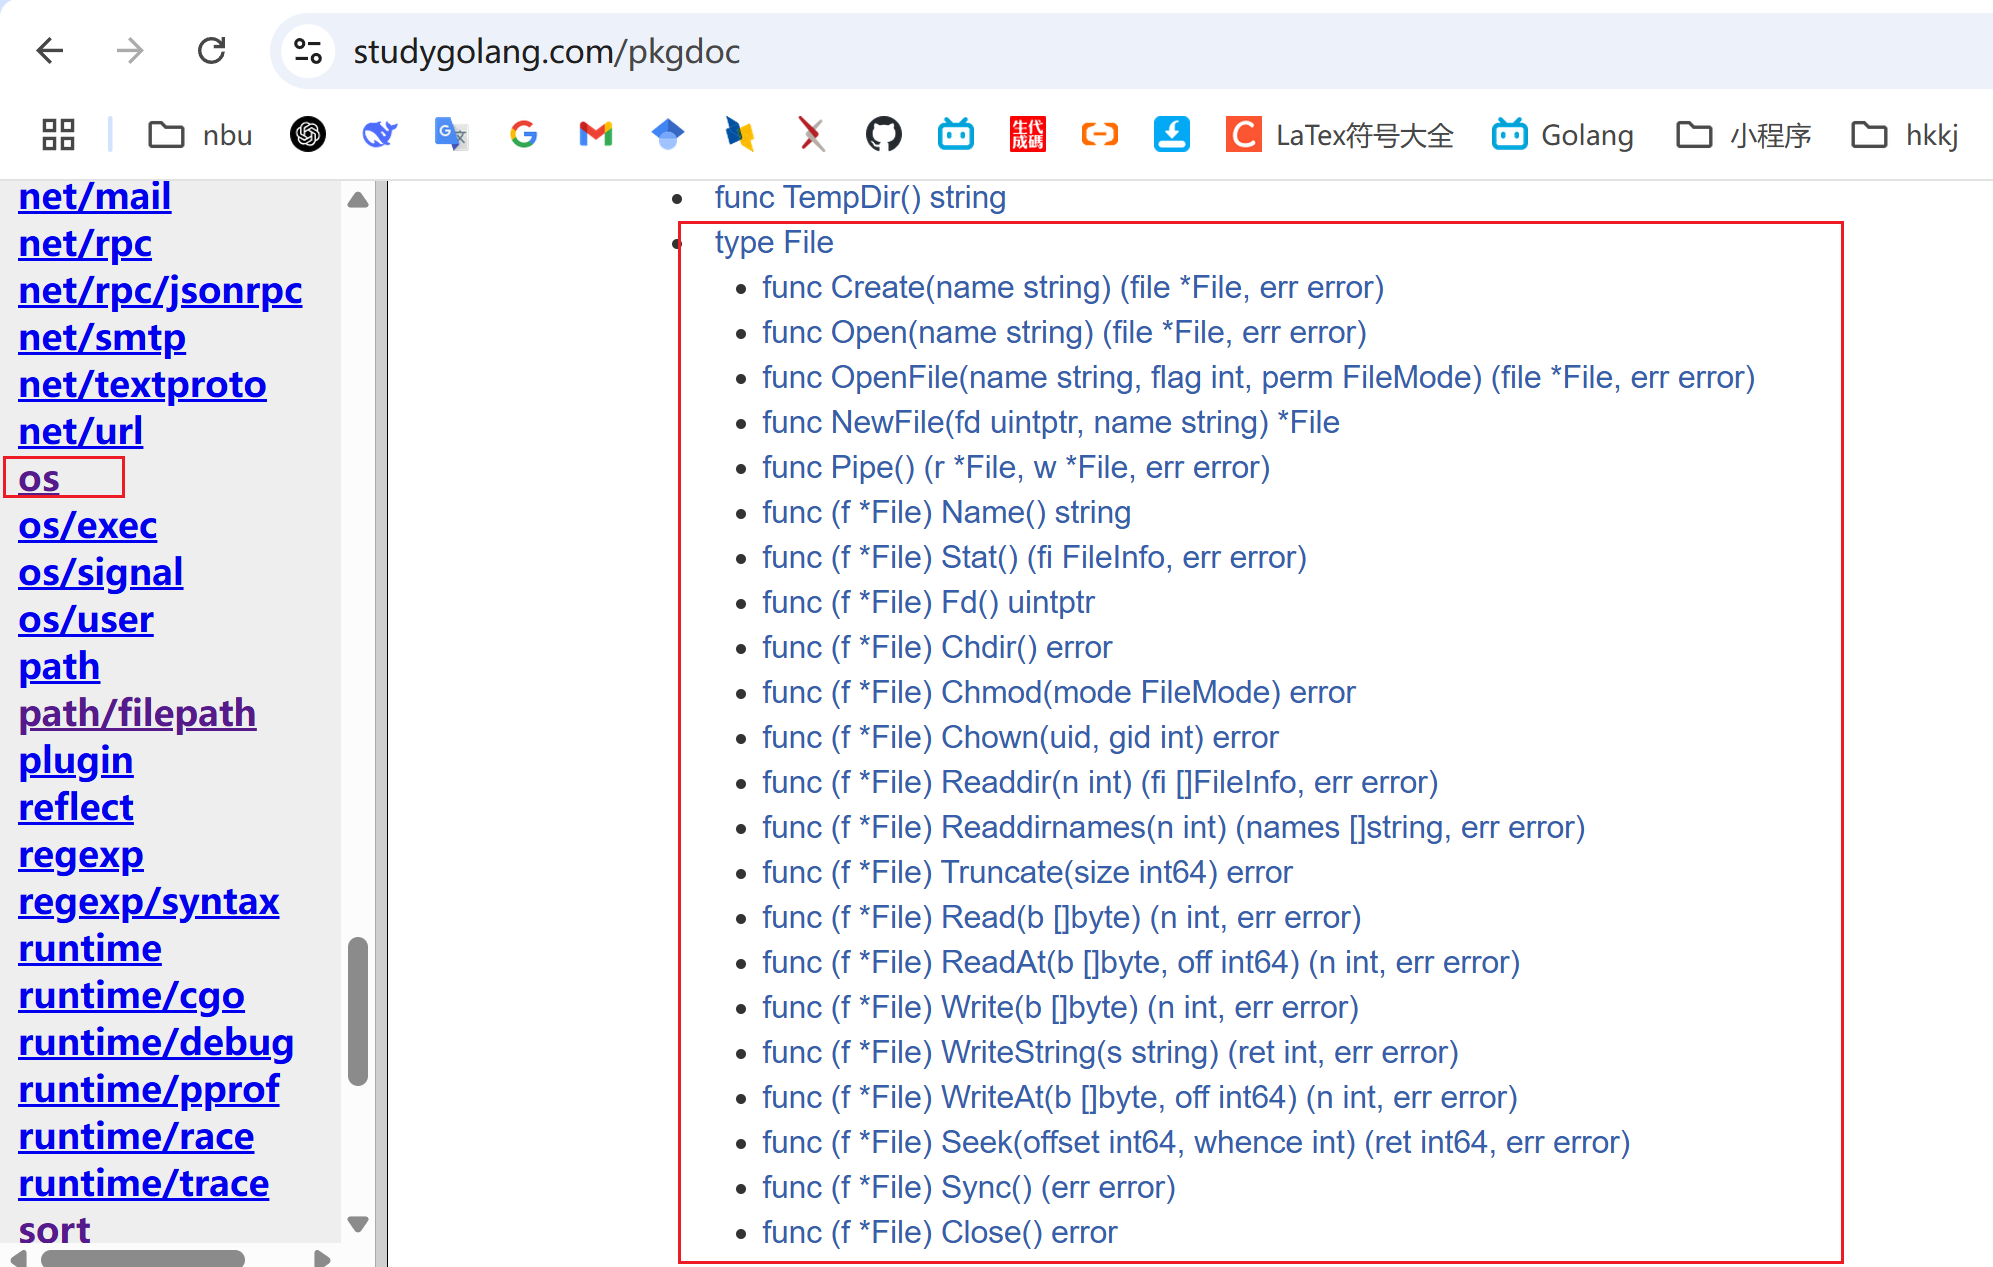 studygolang.com/pkgdoc
nbu
生代
成碼
LaTex符号大全
Golang
小程序
hkkj
net/mail
net/rpc
net/rpc/jsonrpc
net/smtp
net/textproto
net/url
os
os/exec
os/signal
os/user
path
path/filepath
plugin
reflect
regexp
regexp/syntax
runtime
runtime/cgo
runtime/debug
runtime/pprof
runtime/race
runtime/trace
sort
func TempDir() string
type File
func Create(name string) (file *File, err error)
func Open(name string) (file *File, err error)
func OpenFile(name string, flag int, perm FileMode) (file *File, err error)
func NewFile(fd uintptr, name string) *File
func Pipe() (r *File, w *File, err error)
func (f *File) Name() string
func (f *File) Stat() (fi FileInfo, err error)
func (f *File) Fd() uintptr
func (f *File) Chdir() error
func (f *File) Chmod(mode FileMode) error
func (f *File) Chown(uid, gid int) error
func (f *File) Readdir(n int) (fi []FileInfo, err error)
func (f *File) Readdirnames(n int) (names []string, err error)
func (f *File) Truncate(size int64) error
func (f *File) Read(b []byte) (n int, err error)
func (f *File) ReadAt(b []byte, off int64) (n int, err error)
func (f *File) Write(b []byte) (n int, err error)
func (f *File) WriteString(s string) (ret int, err error)
func (f *File) WriteAt(b []byte, off int64) (n int, err error)
func (f *File) Seek(offset int64, whence int) (ret int64, err error)
func (f *File) Sync() (err error)
func (f *File) Close() error